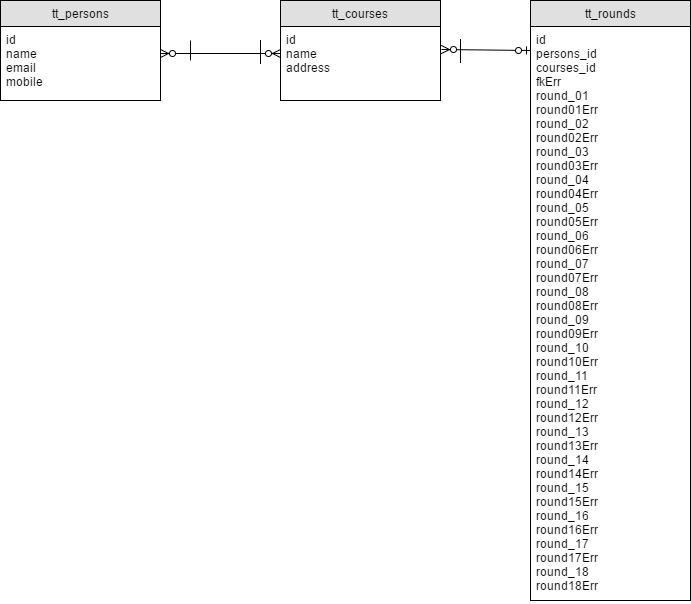 tt_persons
id
name
email
mobile
tt_courses
id
name
address
tt_rounds
id
persons_id
courses_id
fkErr
round_01
round01Err
round_02
round02Err
round_03
round03Err
round_04
round04Err
round_05
round05Err
round_06
round06Err
round_07
round07Err
round_08
round08Err
round_09
round09Err
round_10
round10Err
round_11
round11Err
round_12
round12Err
round_13
round13Err
round_14
round14Err
round_15
round15Err
round_16
round16Err
round_17
round17Err
round_18
round18Err